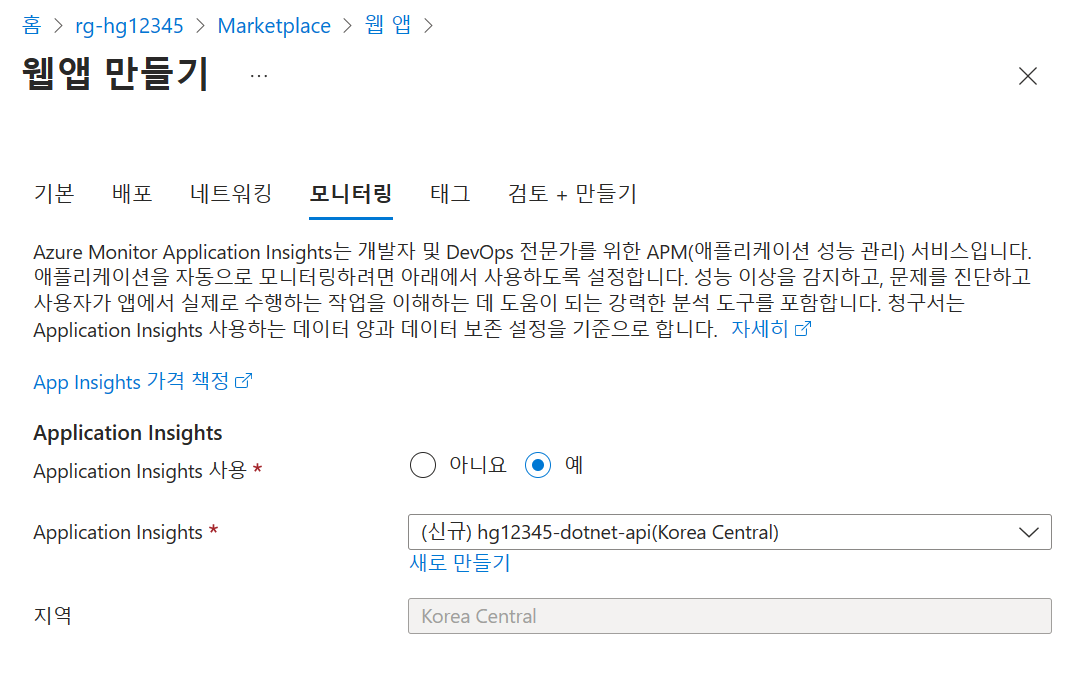 홈 > rg-hg12345 > Marketplace > 웹 앱 >
웹앱 만들기 ...
기본 배포 네트워킹 모니터링 태그 검토 + 만들기
Azure Monitor Application Insights는 개발자 및 DevOps 전문가를 위한 APM(애플리케이션 성능 관리) 서비스입니다.
애플리케이션을 자동으로 모니터링하려면 아래에서 사용하도록 설정합니다. 성능 이상을 감지하고, 문제를 진단하고
사용자가 앱에서 실제로 수행하는 작업을 이해하는 데 도움이 되는 강력한 분석 도구를 포함합니다. 청구서는
Application Insights 사용하는 데이터 양과 데이터 보존 설정을 기준으로 합니다. 자세히
App Insights 가격 책정
Application Insights
Application Insights 사용 * 아니요 예
Application Insights * (신규) hg12345-dotnet-api(Korea Central)
새로 만들기
지역 Korea Central